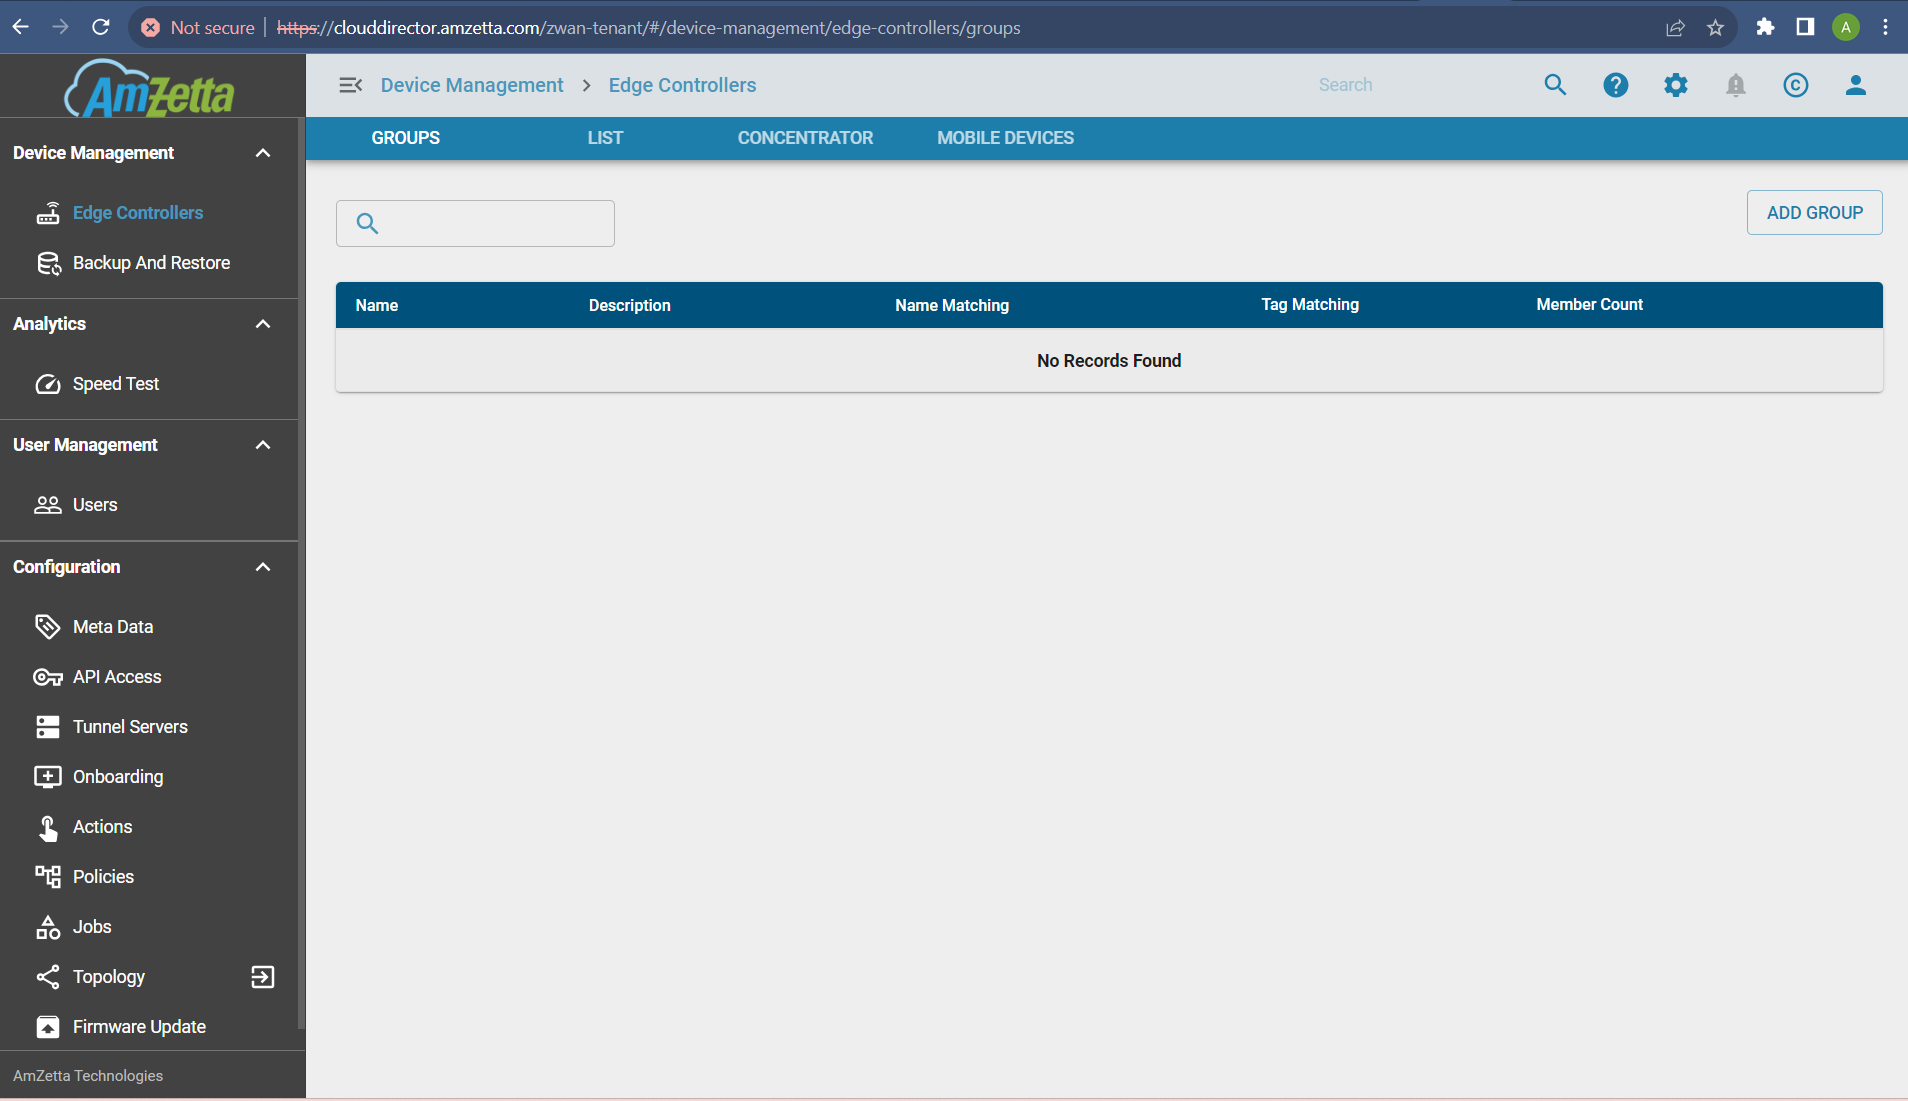 Not secure | https://clouddirector.amzetta.com/zwan-tenant/#/device-management/edge-controllers/groups
A
AmZetta
Device Management
Edge Controllers
Backup And Restore
Analytics
Speed Test
User Management
Users
Configuration
Meta Data
API Access
Tunnel Servers
Onboarding
Actions
Policies
Jobs
Topology
Firmware Update
AmZetta Technologies
Device Management > Edge Controllers
Search
GROUPS LIST CONCENTRATOR MOBILE DEVICES
ADD GROUP
Name Description Name Matching Tag Matching Member Count
No Records Found